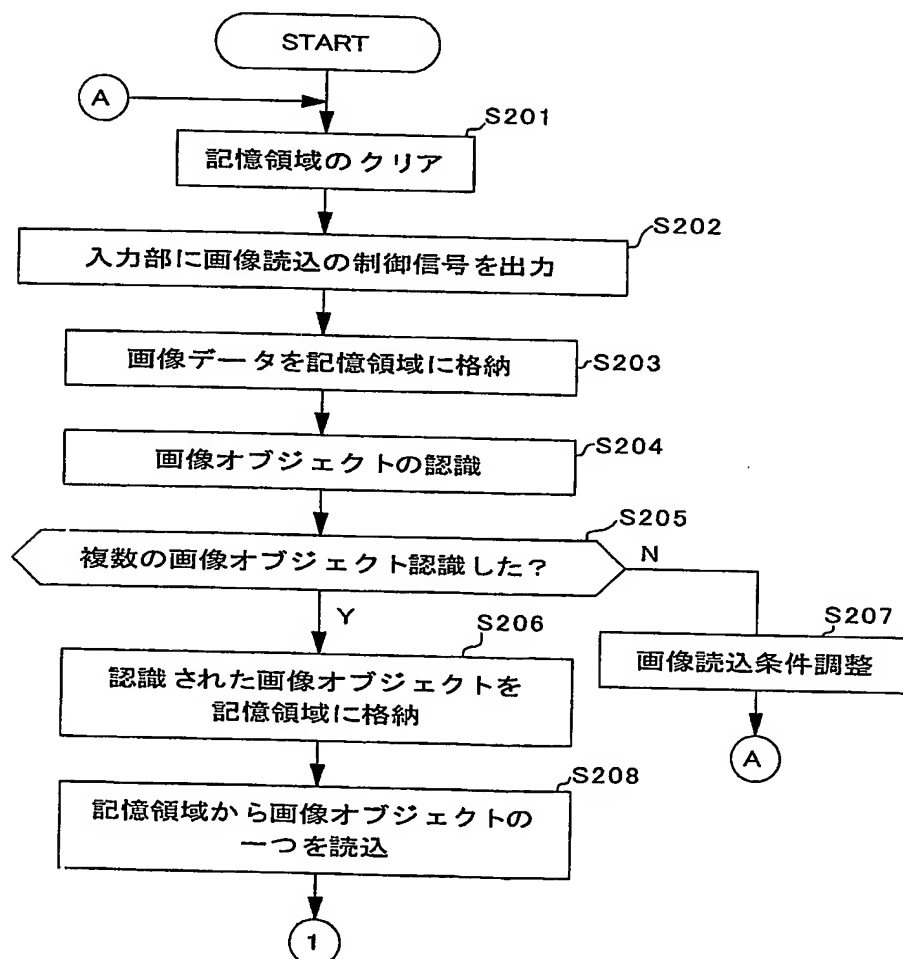 START
A
S201
記憶領域のクリア
S202
入力部に画像読込の制御信号を出力
画像データを記憶領域に格納
S203
S204
画像オブジェクトの認識
S205
複数の画像オブジェクト認識した?
N
Y
S206
S207
認識された画像オブジェクトを
記憶領域に格納
画像読込条件調整
A
S208
記憶領域から画像オブジェクトの
一つを読込
1